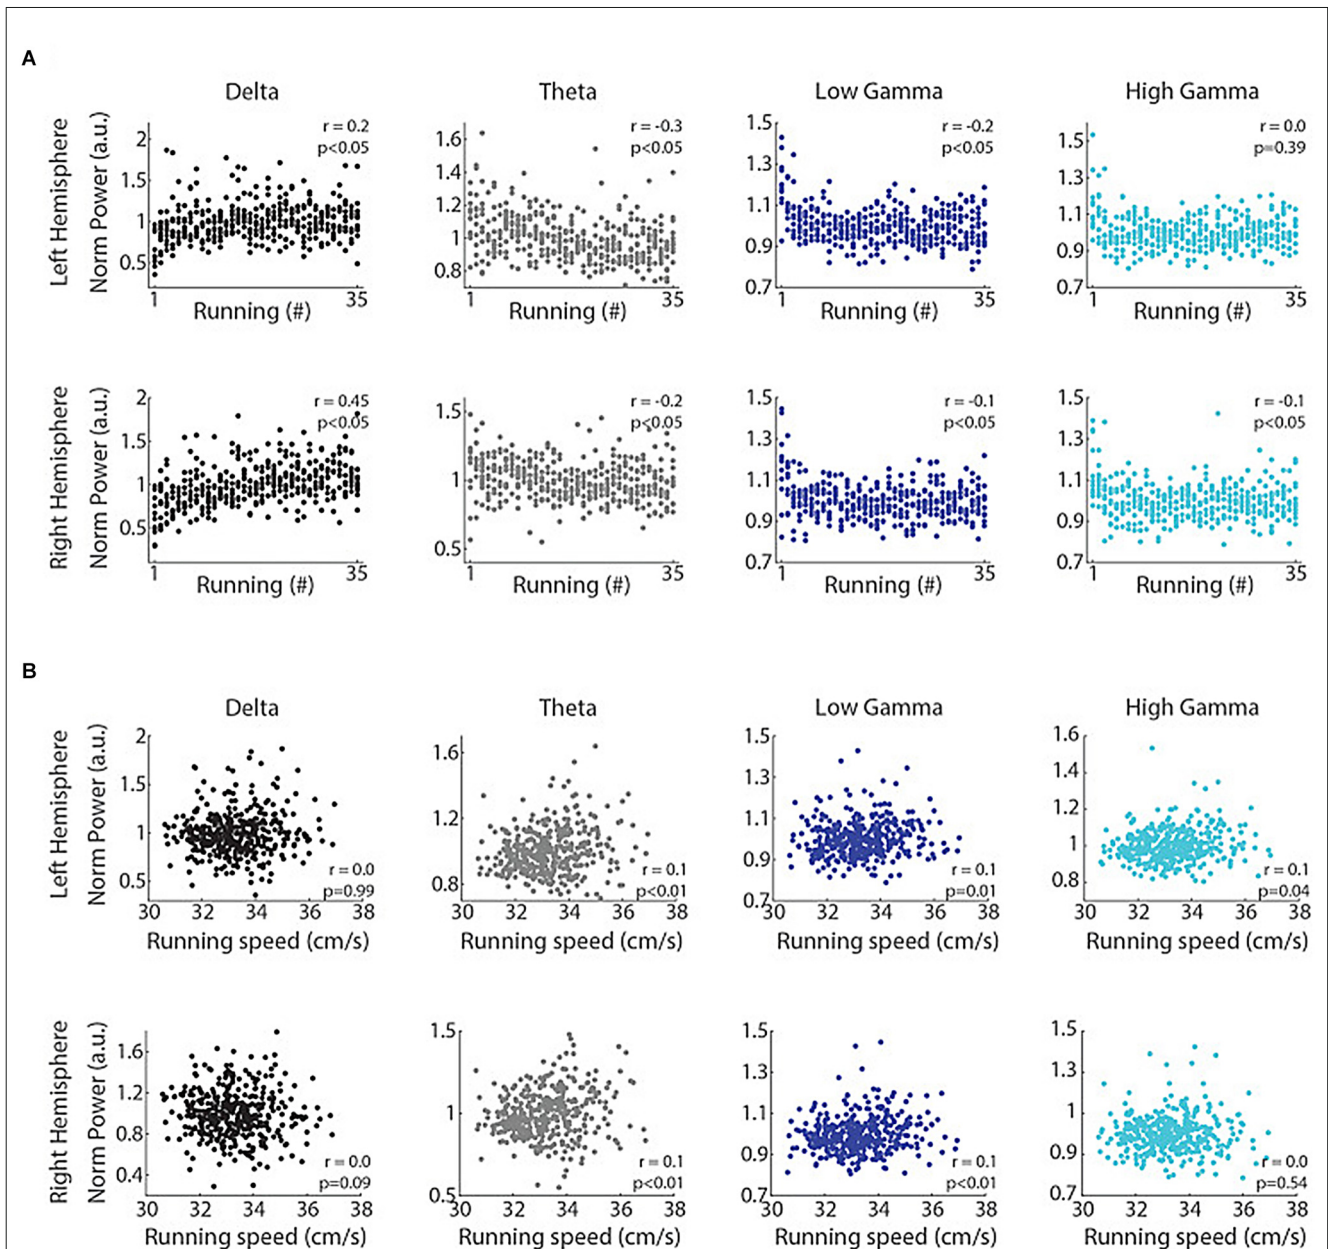 A
Delta
Theta
Low Gamma
High Gamma
Left Hemisphere
Norm Power (a.u.)
2
1.5
1
0.5
r = 0.2
p<0.05
1
35
Running (#)
1.6
1.4
1.2
1
0.8
r = -0.3
p<0.05
1
35
Running (#)
1.5
1.3
1.1
0.9
0.7
r = -0.2
p<0.05
1
35
Running (#)
1.5
1.3
1.1
0.9
0.7
r = 0.0
p=0.39
1
35
Running (#)
Right Hemisphere
Norm Power (a.u.)
2
1.5
1
0.5
r = 0.45
p<0.05
1
35
Running (#)
1.5
1
0.5
r = -0.2
p<0.05
1
35
Running (#)
1.5
1.3
1.1
0.9
0.7
r = -0.1
p<0.05
1
35
Running (#)
1.5
1.3
1.1
0.9
0.7
r = -0.1
p<0.05
1
35
Running (#)
B
Delta
Theta
Low Gamma
High Gamma
Left Hemisphere
Norm Power (a.u.)
2
1.5
1
0.5
r = 0.0
p=0.99
30 32 34 36 38
Running speed (cm/s)
1.6
1.2
0.8
r = 0.1
p<0.01
30 32 34 36 38
Running speed (cm/s)
1.5
1.3
1.1
0.9
0.7
r = 0.1
p=0.01
30 32 34 36 38
Running speed (cm/s)
1.6
1.4
1.2
1
0.8
r = 0.1
p=0.04
30 32 34 36 38
Running speed (cm/s)
Right Hemisphere
Norm Power (a.u.)
1.6
1.2
0.8
0.4
r = 0.0
p=0.09
30 32 34 36 38
Running speed (cm/s)
1.5
1
0.5
r = 0.1
p<0.01
30 32 34 36 38
Running speed (cm/s)
1.5
1.3
1.1
0.9
0.7
r = 0.1
p<0.01
30 32 34 36 38
Running speed (cm/s)
1.5
1.3
1
0.9
0.7
r = 0.0
p=0.54
30 32 34 36 38
Running speed (cm/s)